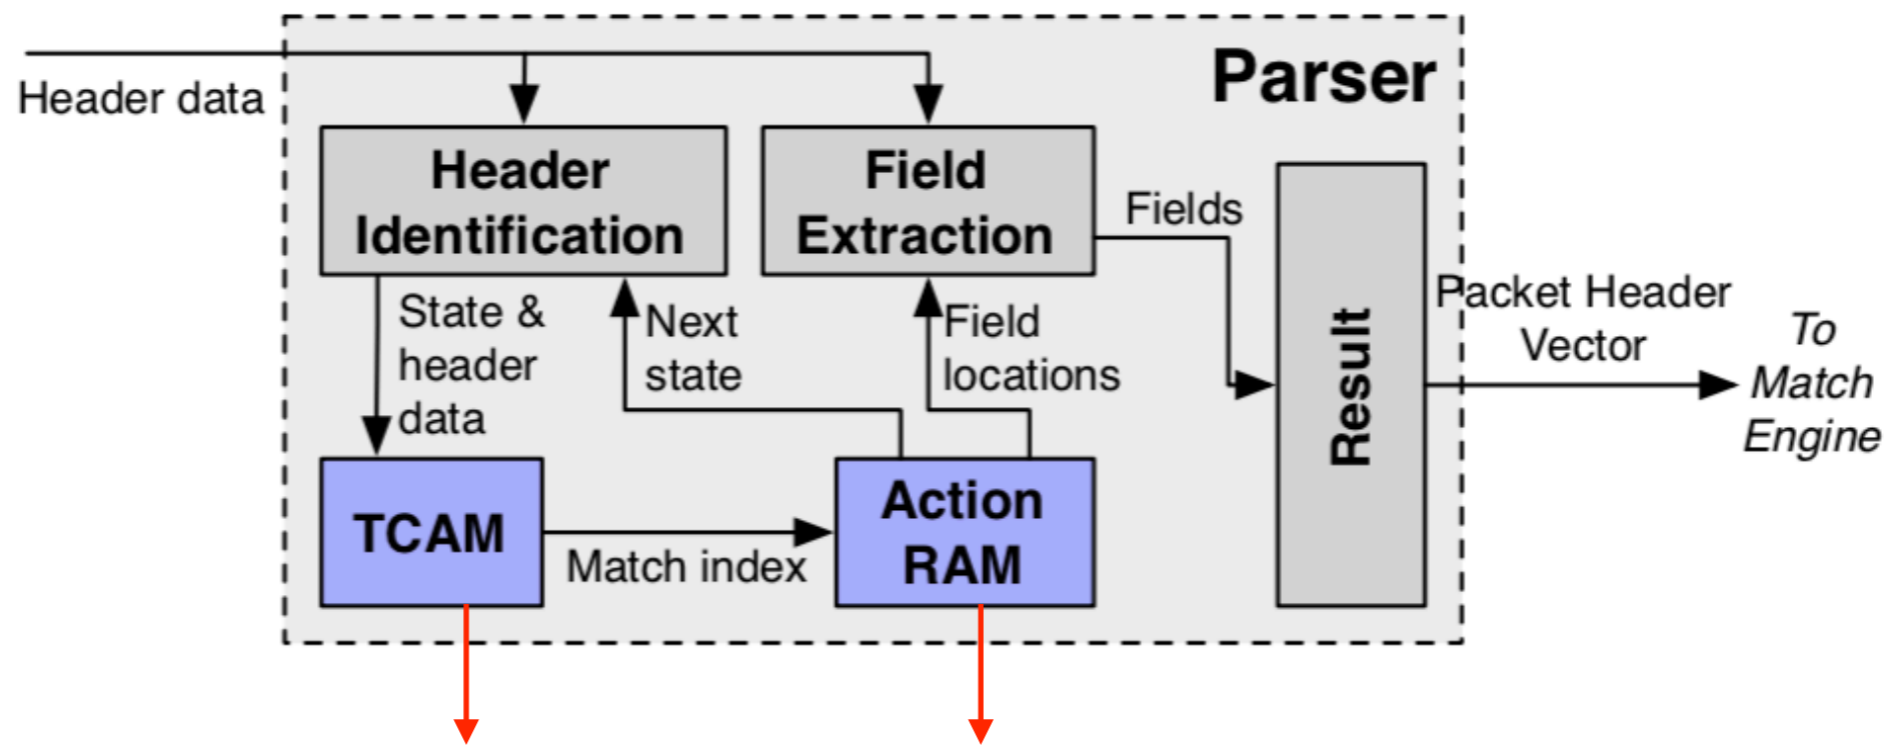 Parser
Header data
Header
Identification
Field
Extraction
Fields
State &
header
data
Next
state
Field
locations
Result
Packet Header
Vector
To
Match
Engine
TCAM
Match index
Action
RAM